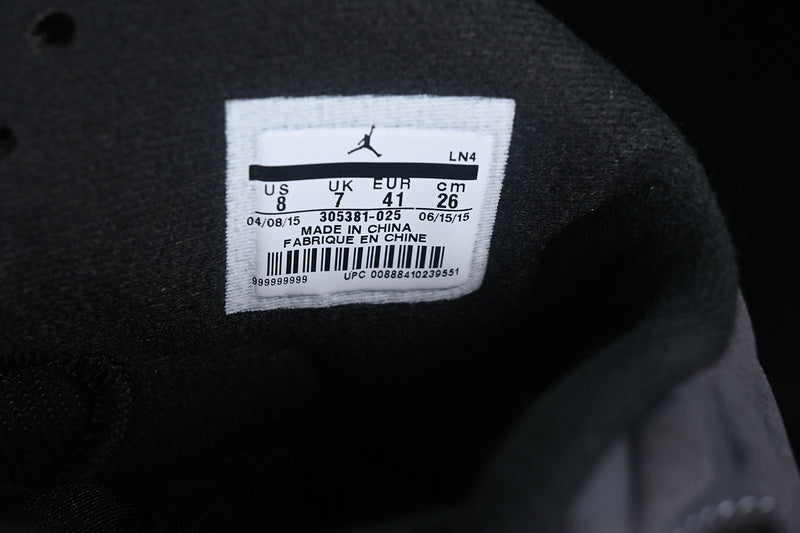 LN4
US UK EUR cm
8 7 41 26
04/08/15 305381-025 06/15/15
MADE IN CHINA
FABRIQUE EN CHINE
999999999 UPC 00888410239551